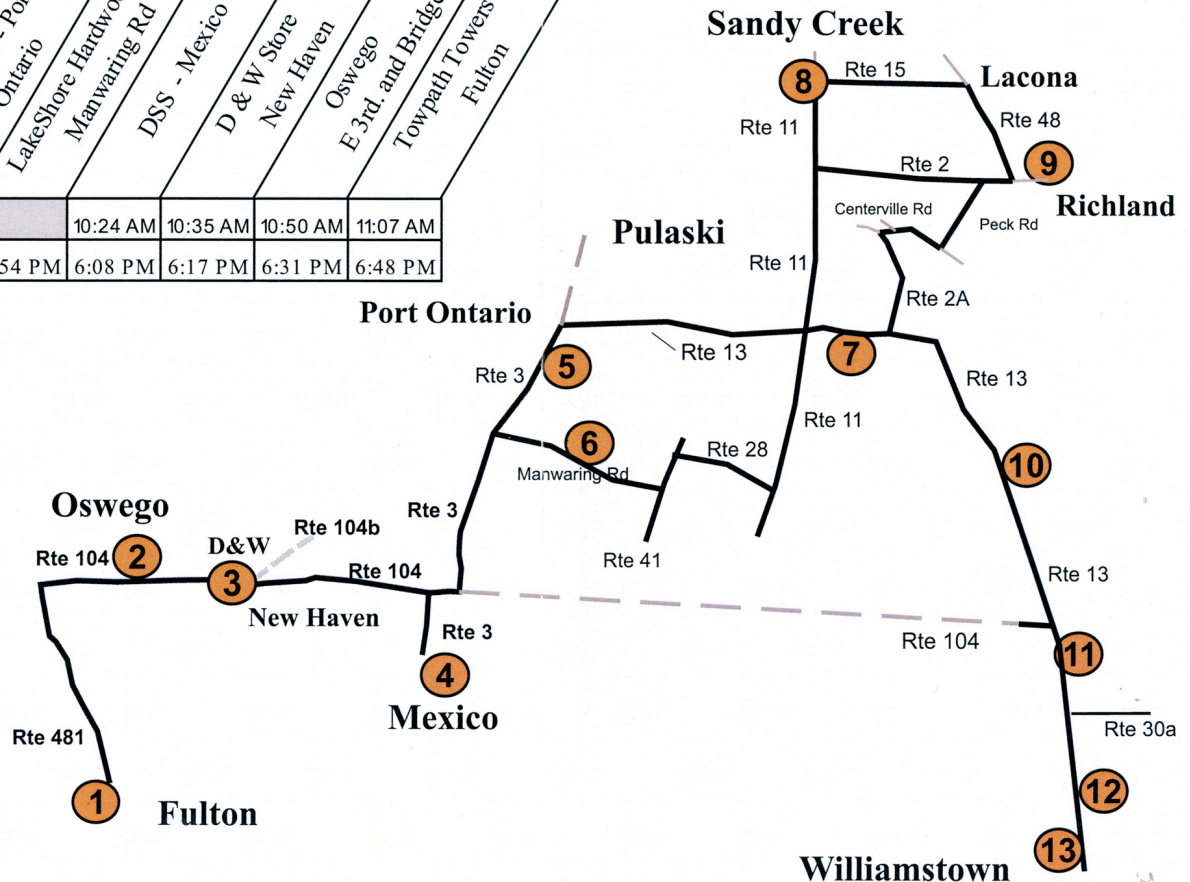 - Por
Ontario
LakeShore Hardwo
Manwaring Rd
DSS - Mexico
D & W Store
New Haven
Oswego
E 3rd. and Bridge
Towpath Towers
Fulton
10:24 AM 10:35 AM 10:50 AM 11:07 AM
54 PM 6:08 PM 6:17 PM 6:31 PM 6:48 PM
Sandy Creek
8
Rte 15
Lacona
Rte 11
Rte 48
Rte 2
9
Richland
Centerville Rd
Peck Rd
Pulaski
Rte 11
Rte 2A
Port Ontario
Rte 13
7
5
Rte 3
Rte 13
Rte 11
6
Rte 28
Manwaring Rd
10
Oswego
Rte 3
Rte 104b
D&W
Rte 104
2
3
Rte 104
Rte 41
Rte 13
New Haven
Rte 3
Rte 104
11
4
Mexico
Rte 30a
Rte 481
12
1
Fulton
13
Williamstown